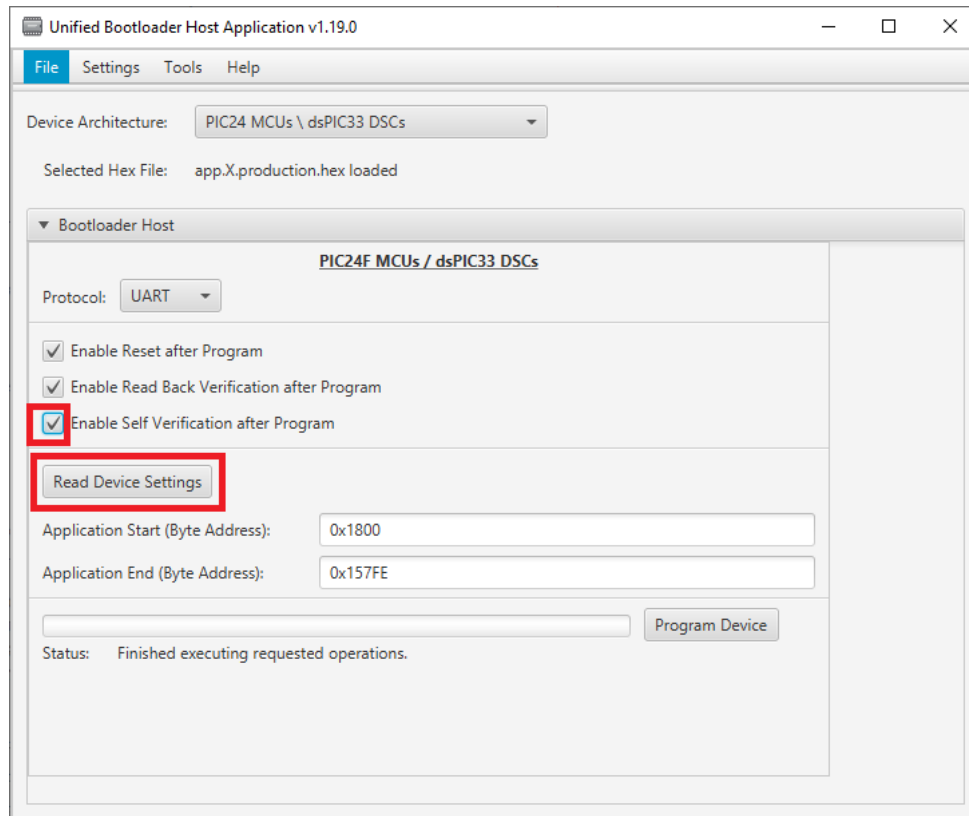 Unified Bootloader Host Application v1.19.0
File Settings Tools Help
Device Architecture: PIC24 MCUs \ dsPIC33 DSCs
Selected Hex File: app.X.production.hex loaded
Bootloader Host
PIC24F MCUs / dsPIC33 DSCs
Protocol: UART
Enable Reset after Program
Enable Read Back Verification after Program
Enable Self Verification after Program
Read Device Settings
Application Start (Byte Address): 0x1800
Application End (Byte Address): 0x157FE
Program Device
Status: Finished executing requested operations.